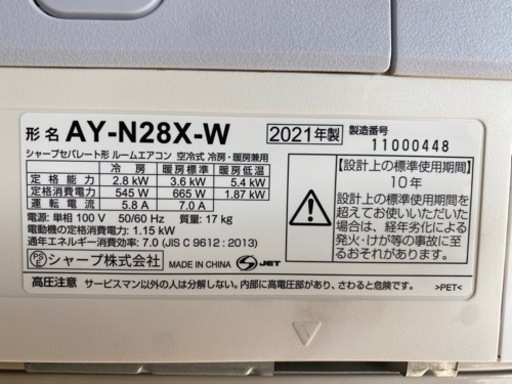 形名 AY-N28X-W 2021年製 製造番号 11000448
シャープセパレート形 ルームエアコン 空冷式 冷房・暖房兼用
冷房 暖房標準 暖房低温
定格能力 2.8 kW 3.6 kW 5.4 kW
定格消費電力 545 W 665 W 1.87 kW
運転電流 5.8 A 7.0 A
電源: 単相 100 V 50/60 Hz 質量: 17 kg
電動機の定格消費電力: 1.15 kW
通年エネルギー消費効率: 7.0 (JIS C 9612 : 2013)
PSE シャープ株式会社 MADE IN CHINA S JET
【設計上の標準使用期間】
10年
設計上の標準使用期間を
超えてお使いいただいた
場合は、経年劣化による
発火・けが等の事故に至
るおそれがあります。
高圧注意 サービスマン以外の人は分解しない。内部に高電圧部があり、さわると危険です。
>PET<